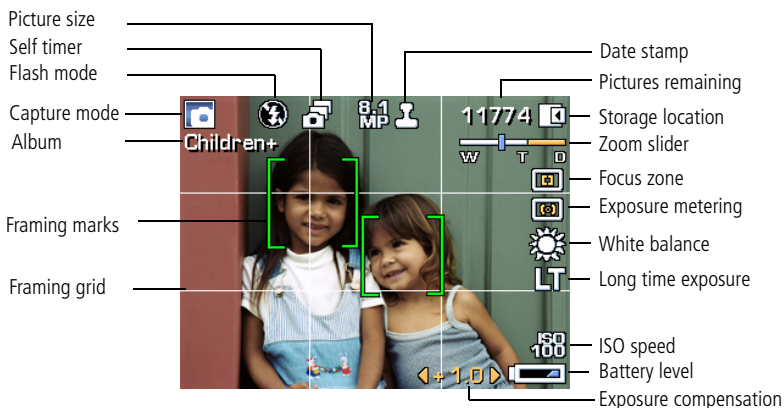 Picture size
Self timer
Flash mode
Capture mode
Album
Framing marks
Framing grid
Date stamp
Pictures remaining
Storage location
Zoom slider
Focus zone
Exposure metering
White balance
Long time exposure
ISO speed
Battery level
Exposure compensation
8.1
MP
11774
Children+
W T D
LT
ISO
100
+ 1.0